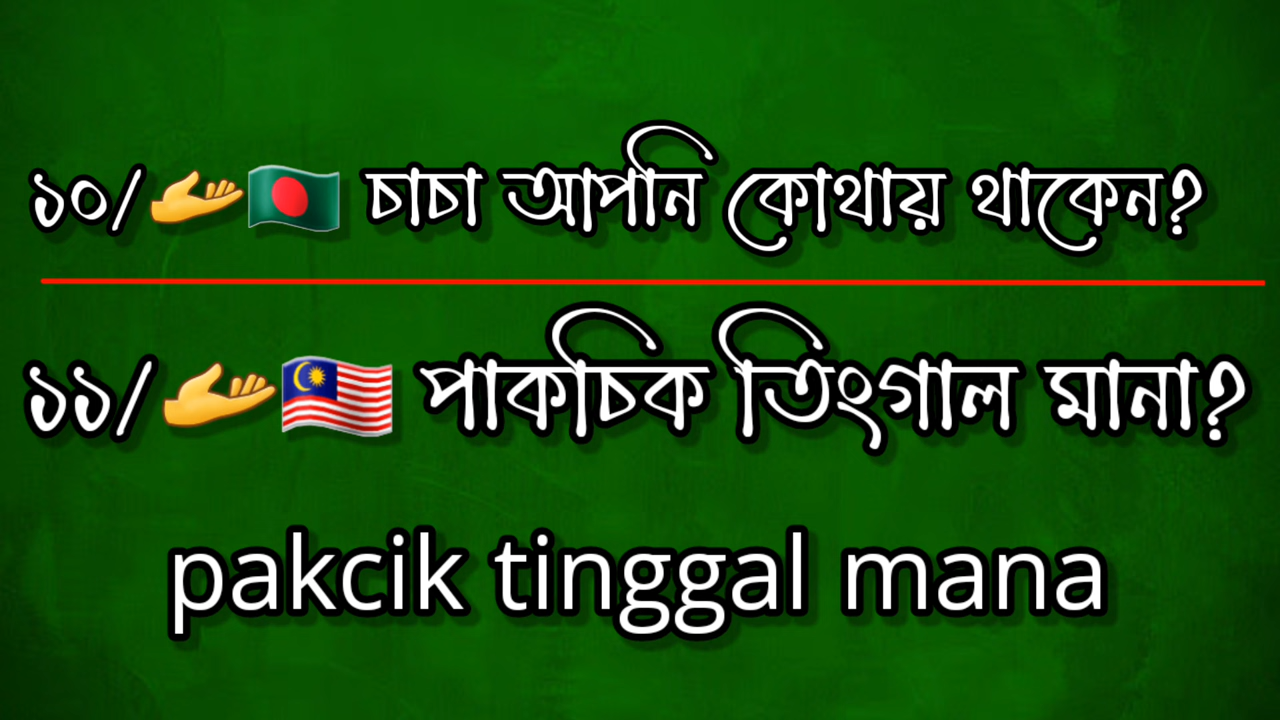 ১০/🫴🇧🇩 চাচা আপনি কোথায় থাকেন?
১১/🫴🇲🇾 পাকচিক তিংগাল মানা?
pakcik tinggal mana